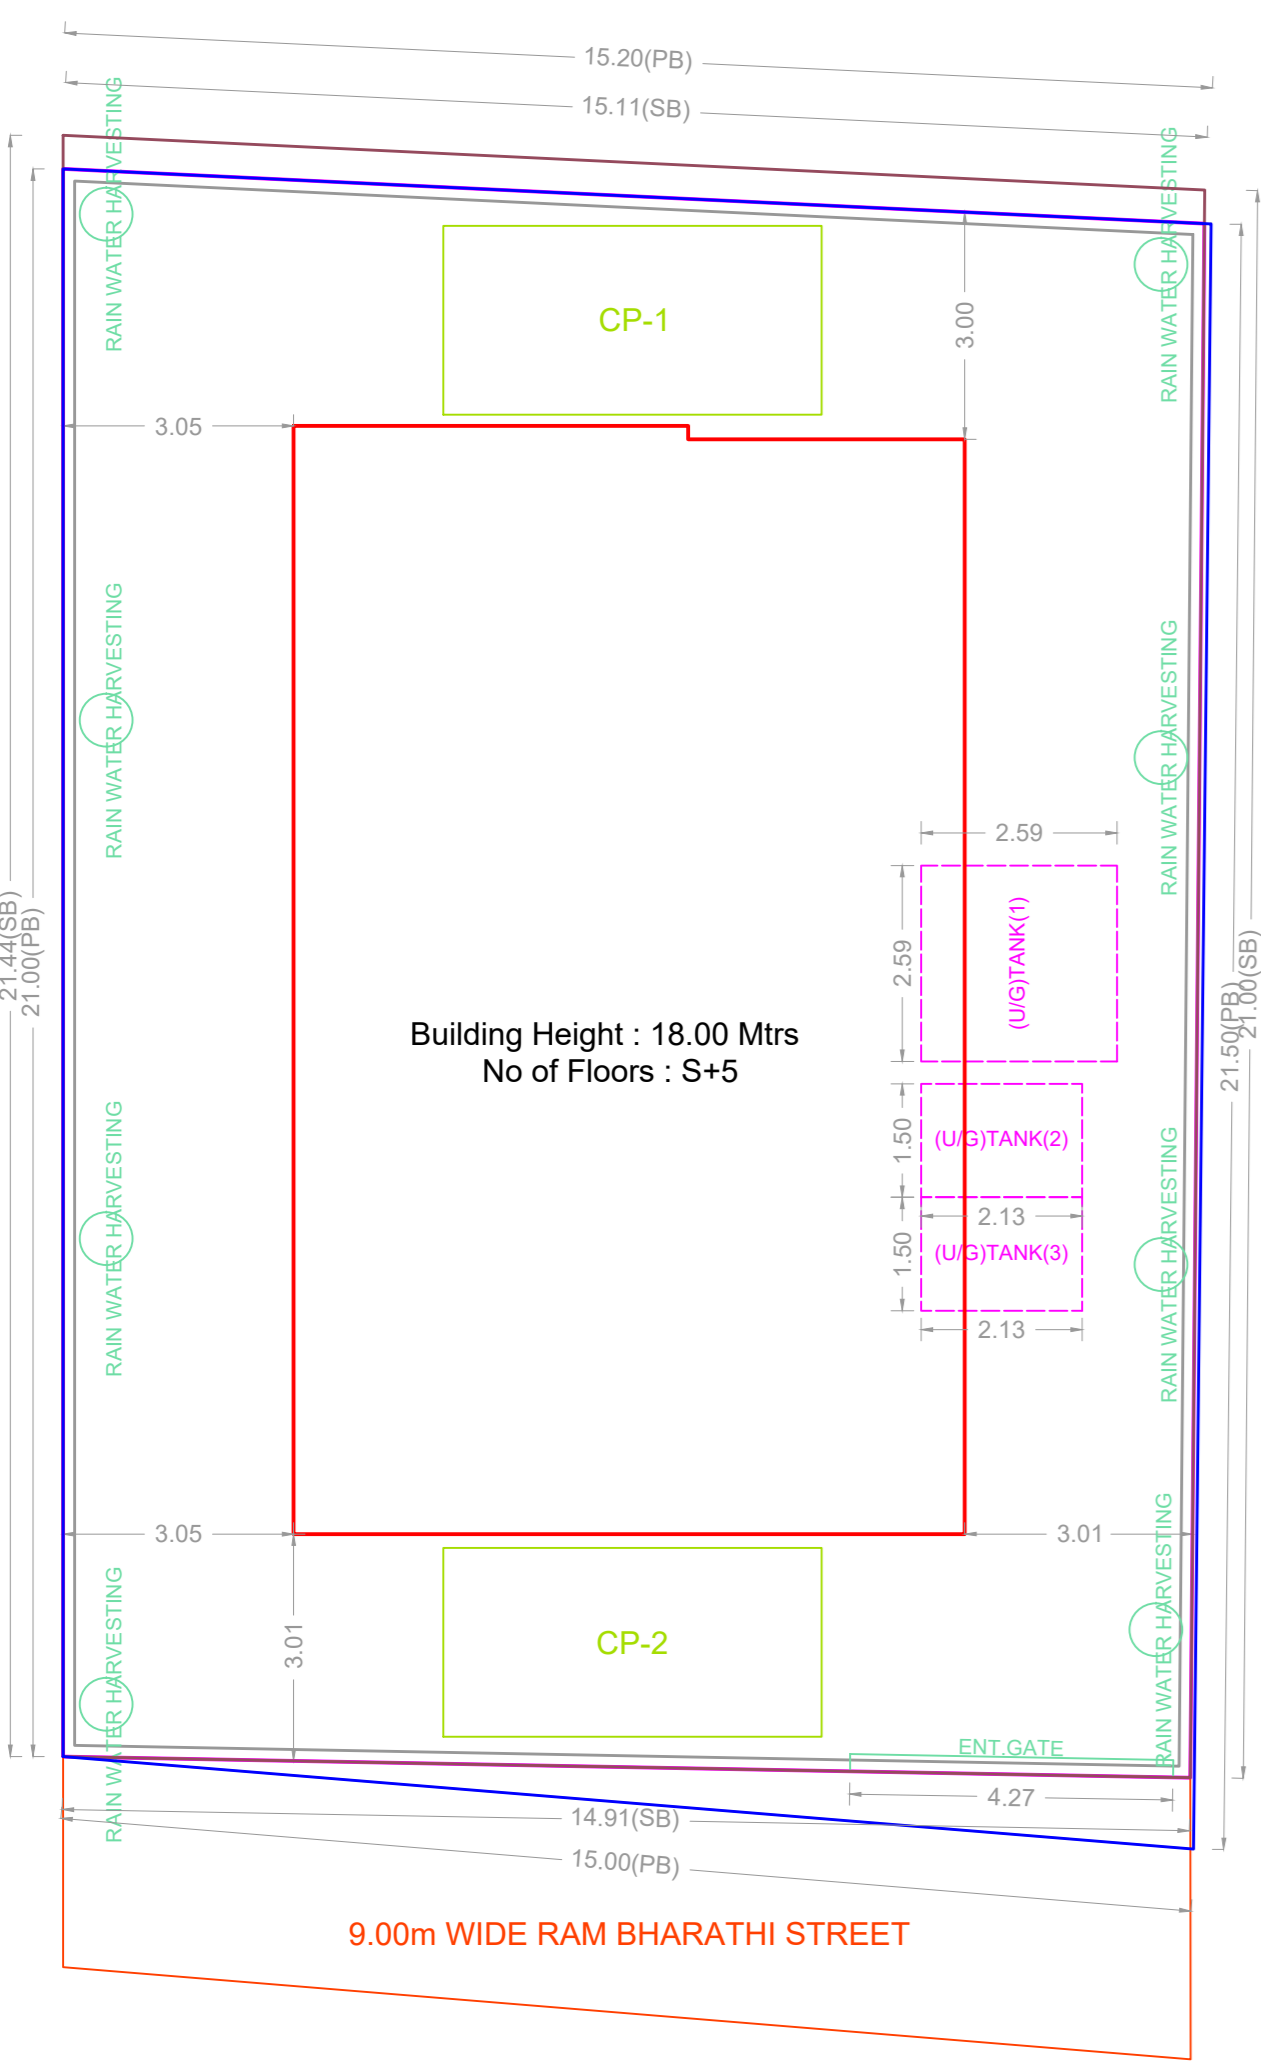 15.20(PB)
15.11(SB)
RAIN WATER HARVESTING
RAIN WATER HARVESTING
CP-1
3.00
3.05
RAIN WATER HARVESTING
RAIN WATER HARVESTING
2.59
2.59
(U/G)TANK(1)
21.44(SB)
21.00(PB)
21.50(PB)
21.00(SB)
Building Height : 18.00 Mtrs
No of Floors : S+5
1.50
(U/G)TANK(2)
2.13
1.50
(U/G)TANK(3)
2.13
RAIN WATER HARVESTING
RAIN WATER HARVESTING
3.05
3.01
3.01
CP-2
RAIN WATER HARVESTING
RAIN WATER HARVESTING
ENT.GATE
4.27
14.91(SB)
15.00(PB)
9.00m WIDE RAM BHARATHI STREET